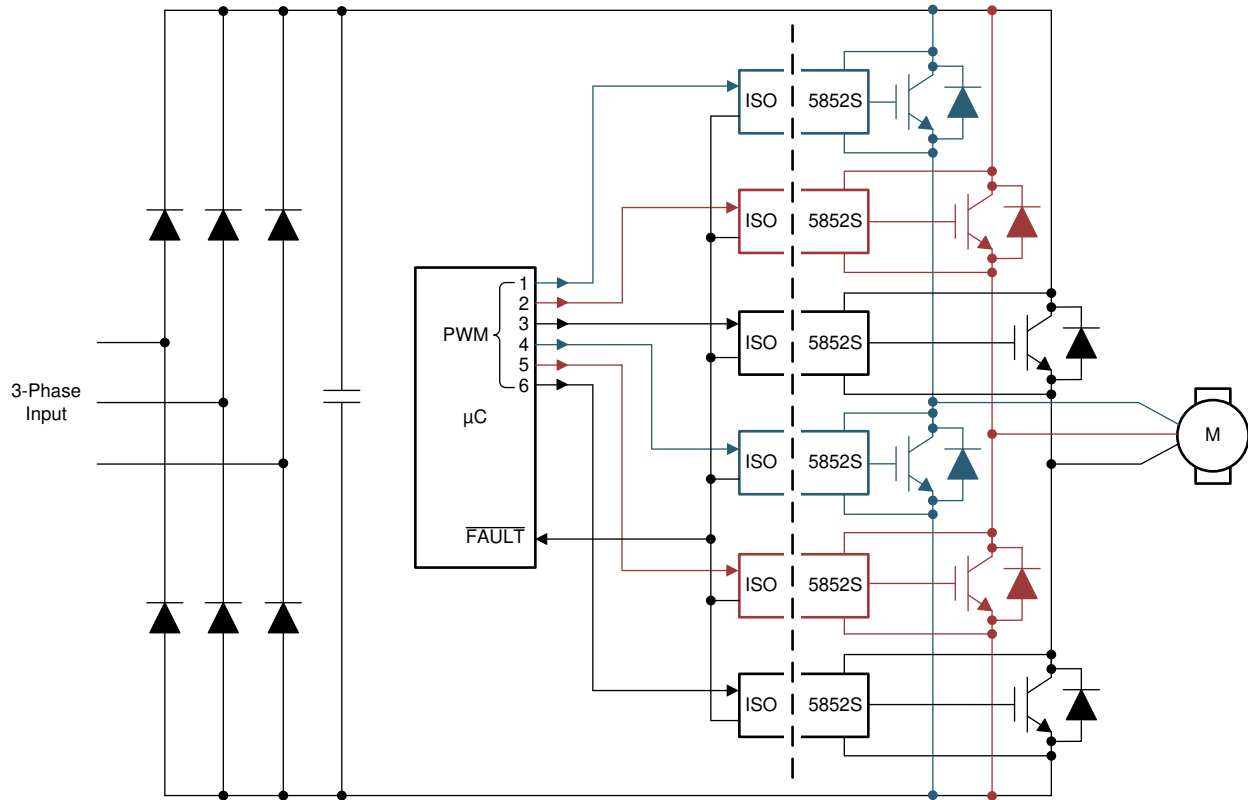 3-Phase
Input
PWM
1
2
3
4
5
6
µC
FAULT
ISO 5852S
ISO 5852S
ISO 5852S
ISO 5852S
ISO 5852S
ISO 5852S
M